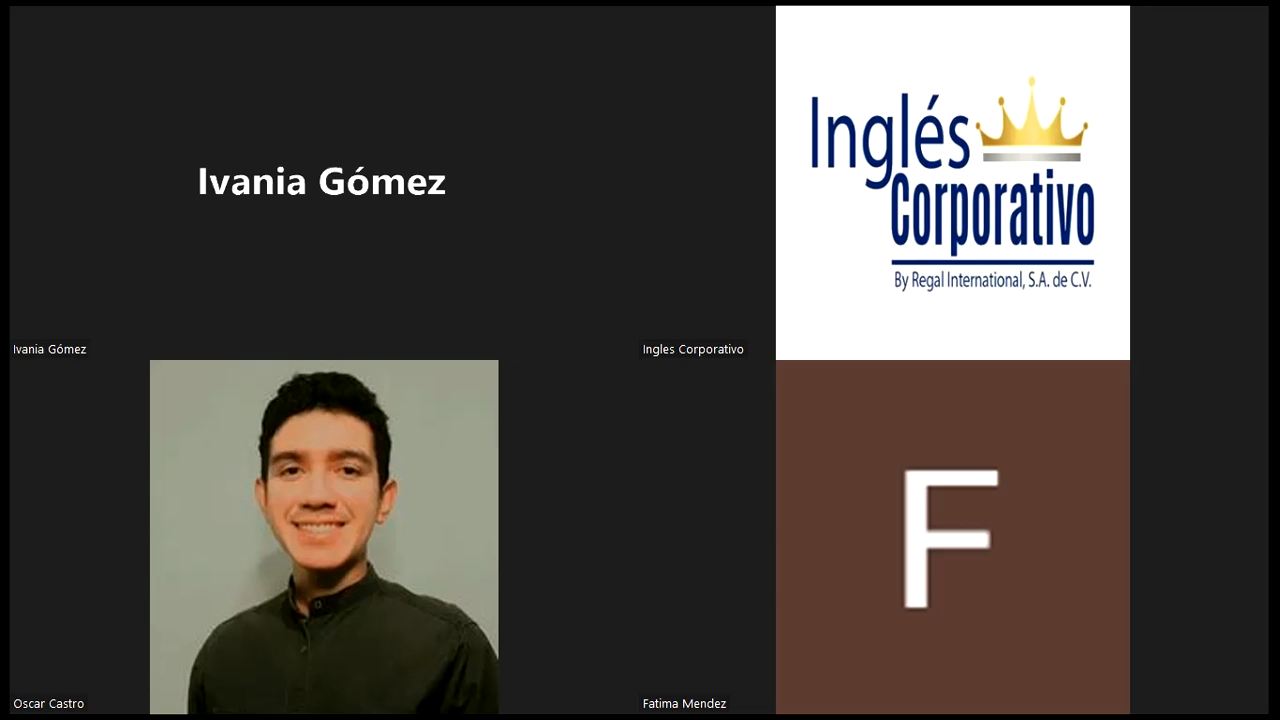 Ivania Gómez
Ivania Gómez
Inglés
Corporativo
By Regal International, S.A. de C.V.
Ingles Corporativo
Oscar Castro
F
Fatima Mendez